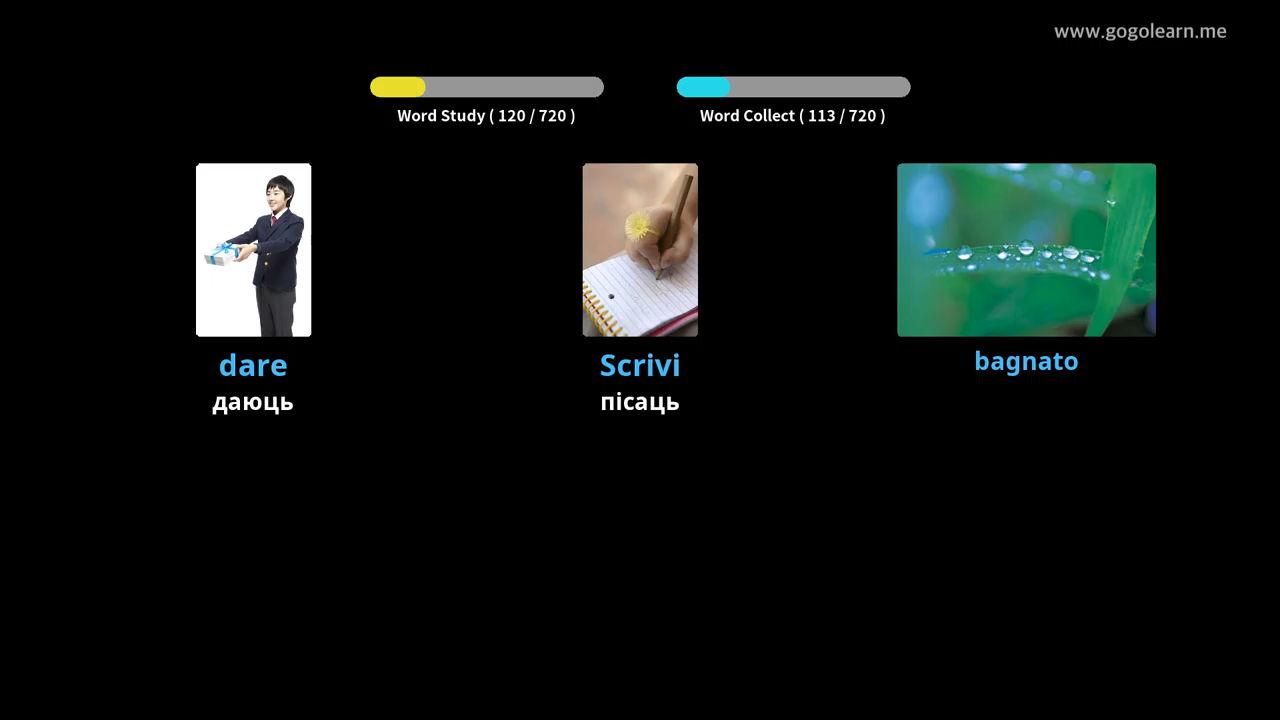 www.gogolearn.me
Word Study ( 120 / 720 )
Word Collect ( 113 / 720 )
dare
даюць
Scrivi
пісаць
bagnato